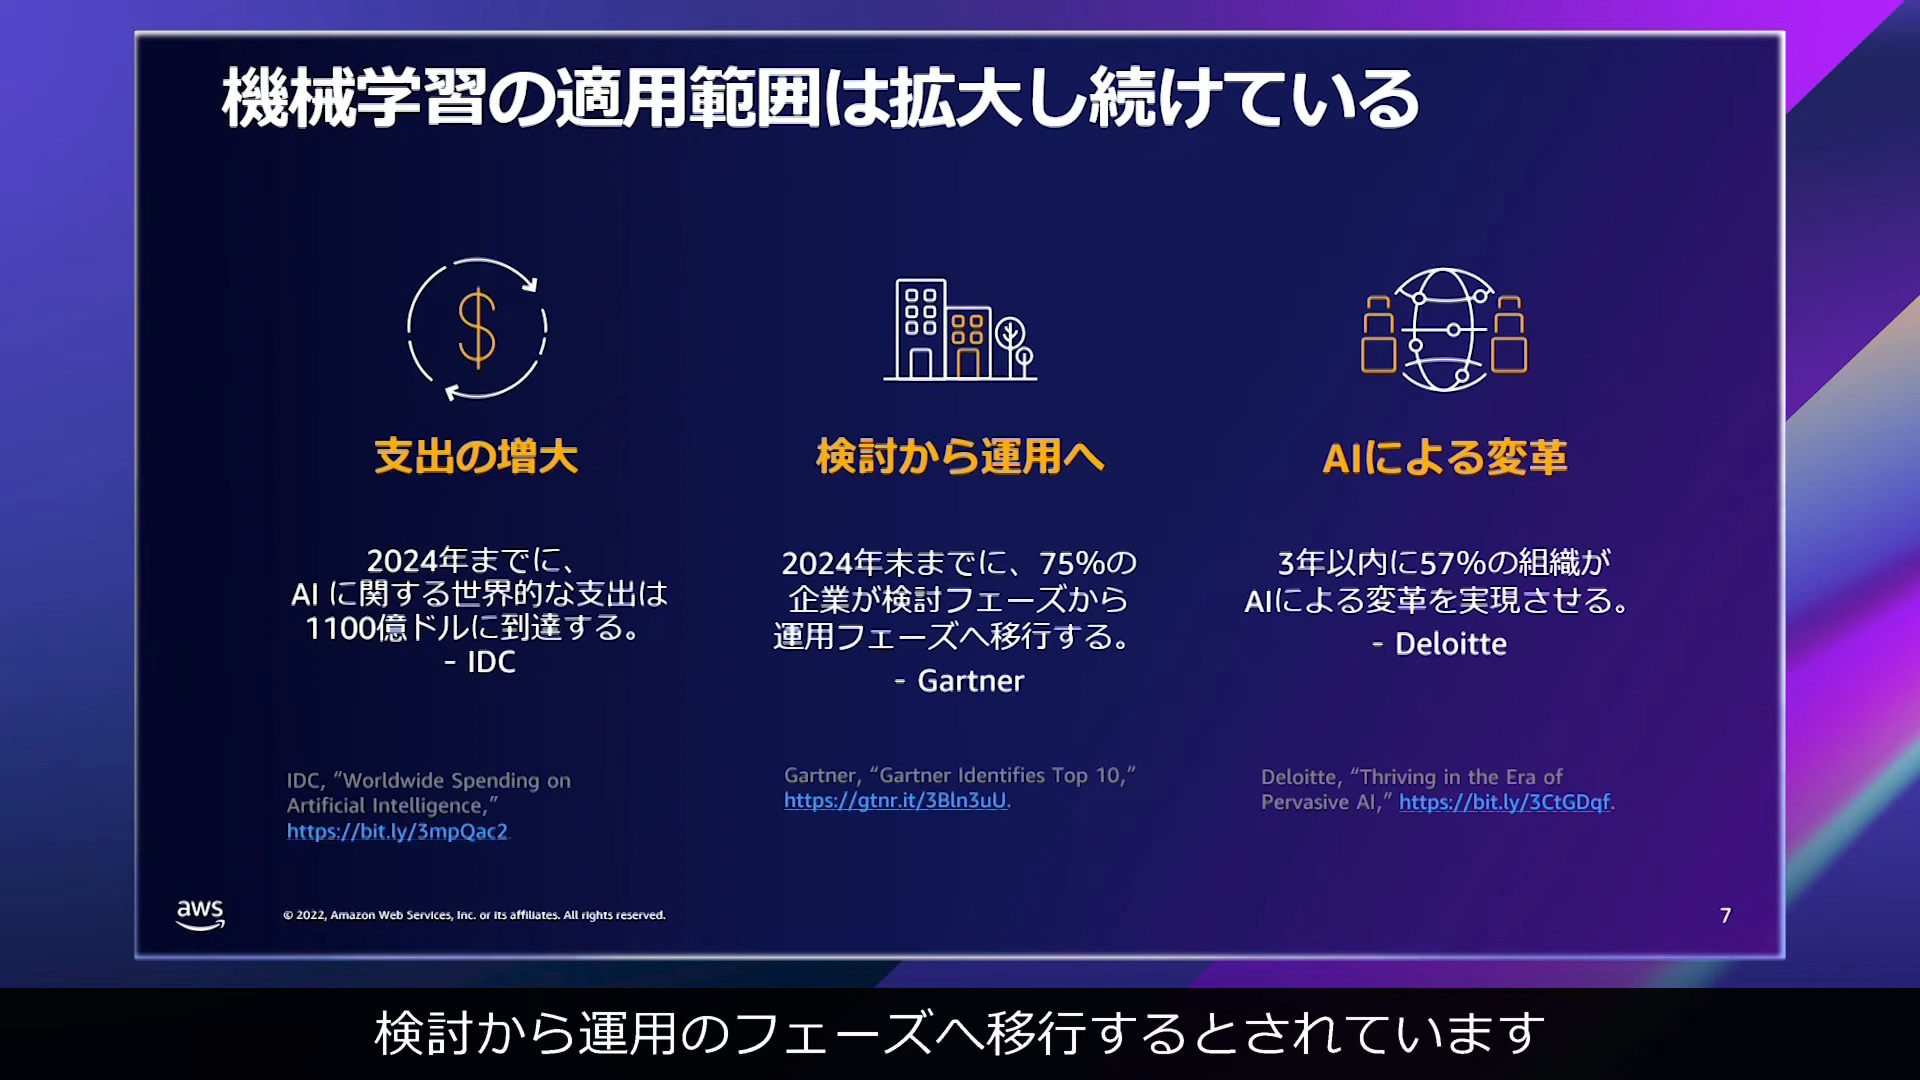 機械学習の適用範囲は拡大し続けている
支出の増大
2024年までに、
AI に関する世界的な支出は
1100億ドルに到達する。
- IDC
IDC, “Worldwide Spending on
Artificial Intelligence,”
https://bit.ly/3mpQac2.
検討から運用へ
2024年末までに、75%の
企業が検討フェーズから
運用フェーズへ移行する。
- Gartner
Gartner, “Gartner Identifies Top 10,”
https://gtnr.it/3Bln3uU.
AIによる変革
3年以内に57%の組織が
AIによる変革を実現させる。
- Deloitte
Deloitte, “Thriving in the Era of
Pervasive AI,” https://bit.ly/3CtGDqf.
aws
© 2022, Amazon Web Services, Inc. or its affiliates. All rights reserved.
7
検討から運用のフェーズへ移行するとされています